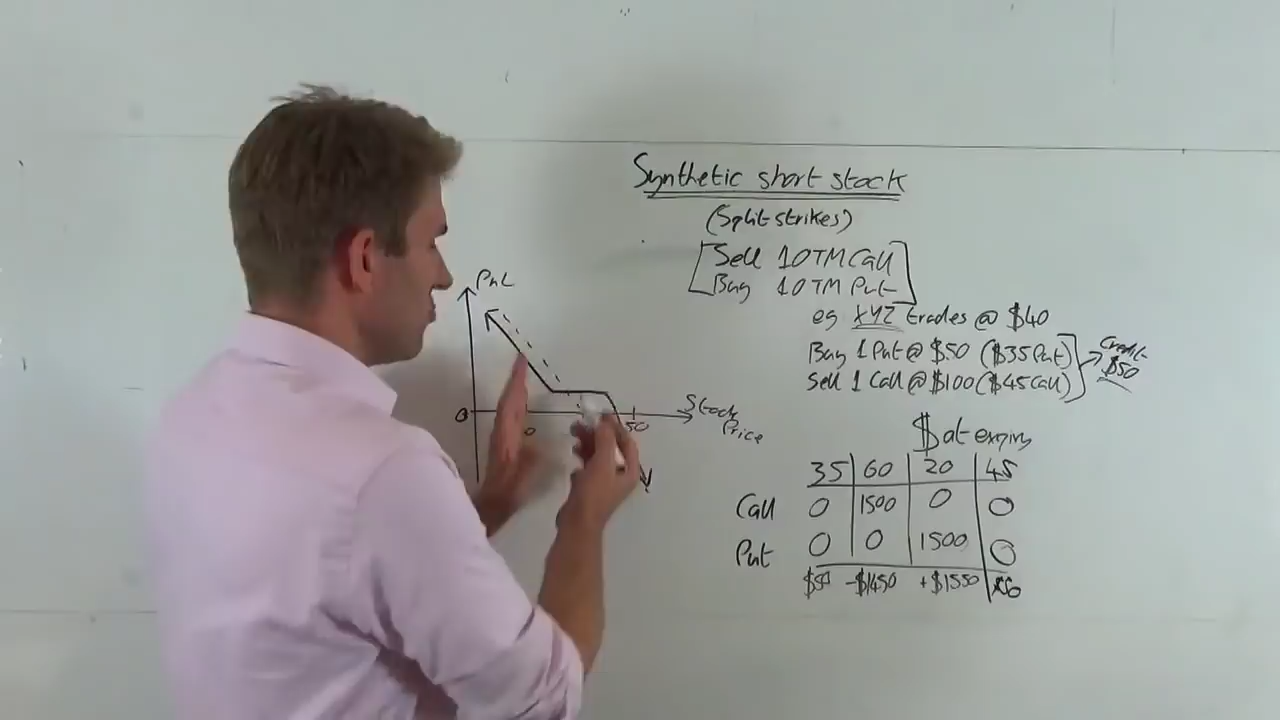 Synthetic short stock
(Split strikes)
Sell 1 OTM Call
Buy 1 OTM Put
eg XYZ trades @ $40
Buy 1 Put @ $50 ($35 Put)
Sell 1 Call @ $100 ($45 Call)
Credit
$50
PnL
0
50
Stock
Price
$ at expiry
35 60 20 45
Call 0 1500 0 0
Put 0 0 1500 0
$50 -$1450 +$1550